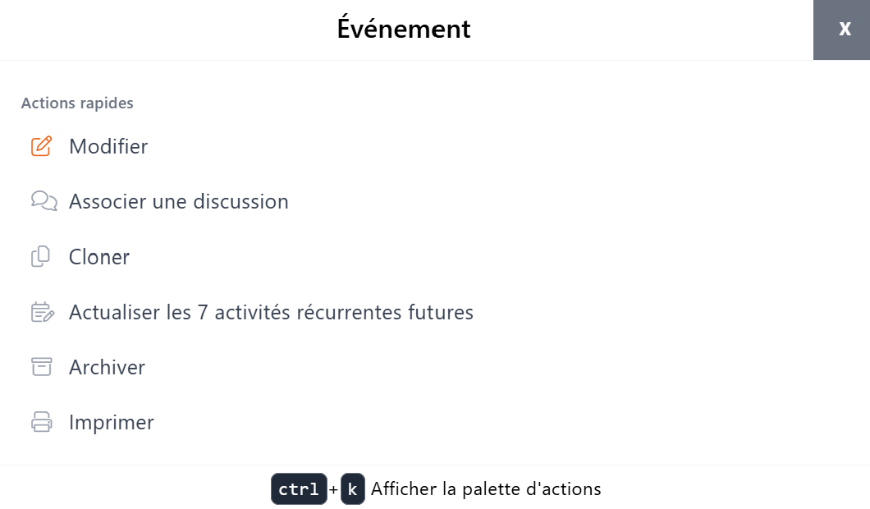 Événement
X
Actions rapides
Modifier
Associer une discussion
Cloner
Actualiser les 7 activités récurrentes futures
Archiver
Imprimer
ctrl + k Afficher la palette d'actions